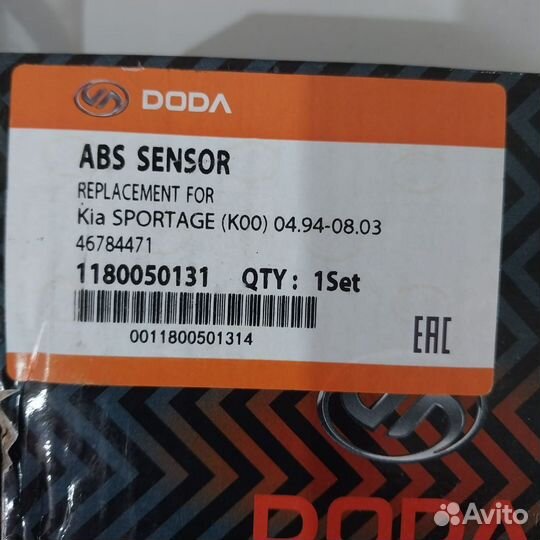 DODA
ABS SENSOR
REPLACEMENT FOR
Kia SPORTAGE (K00) 04.94-08.03
46784471
1180050131 QTY: 1Set
0011800501314
EAC
DODA
Avito